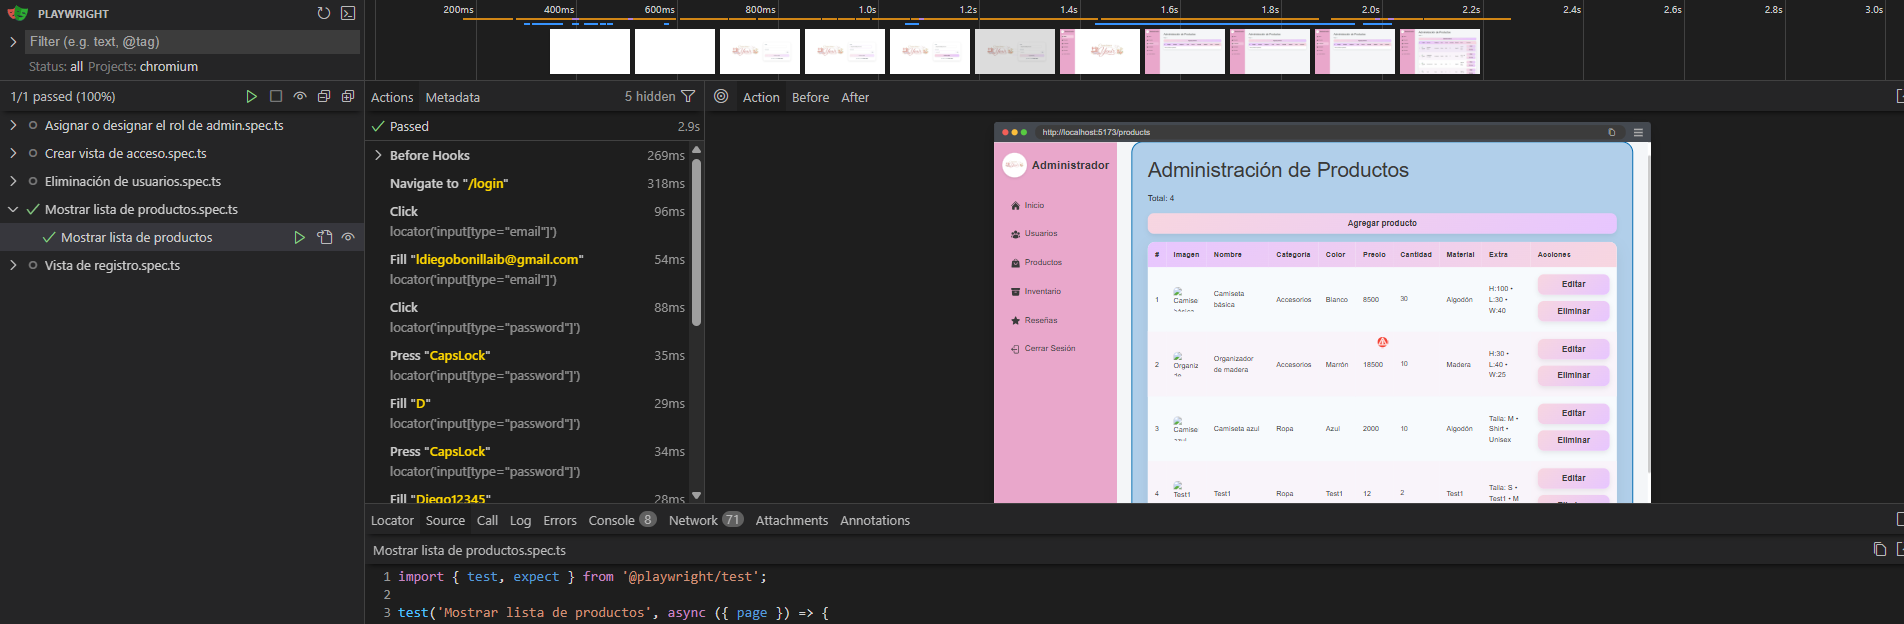 PLAYWRIGHT
Filter (e.g. text, @tag)
Status: all Projects: chromium
1/1 passed (100%)
Asignar o designar el rol de admin.spec.ts
Crear vista de acceso.spec.ts
Eliminación de usuarios.spec.ts
Mostrar lista de productos.spec.ts
Mostrar lista de productos
Vista de registro.spec.ts
200ms 400ms 600ms 800ms 1.0s 1.2s 1.4s 1.6s 1.8s 2.0s 2.2s 2.4s 2.6s 2.8s 3.0s
Actions Metadata 5 hidden
Passed 2.9s
Before Hooks 269ms
Navigate to "/login" 318ms
Click 96ms
locator('input[type="email"]')
Fill "ldiegobonillaib@gmail.com" 54ms
locator('input[type="email"]')
Click 88ms
locator('input[type="password"]')
Press "CapsLock" 35ms
locator('input[type="password"]')
Fill "D" 29ms
locator('input[type="password"]')
Press "CapsLock" 34ms
locator('input[type="password"]')
Fill "Diego12345" 28ms
Action Before After
http://localhost:5173/products
Administrador
Inicio
Usuarios
Productos
Inventario
Reseñas
Cerrar Sesión
Administración de Productos
Total: 4
Agregar producto
# Imagen Nombre Categoría Color Precio Cantidad Material Extra Acciones
1 Camise básica Camiseta básica Accesorios Blanco 8500 30 Algodón H:100 • L:30 • W:40 Editar Eliminar
2 Organiz de Organizador de madera Accesorios Marrón 18500 10 Madera H:30 • L:40 • W:25 Editar Eliminar
3 Camise azul Camiseta azul Ropa Azul 2000 10 Algodón Talla: M • Shirt • Unisex Editar Eliminar
4 Test1 Test1 Ropa Test1 12 2 Test1 Talla: S • Test1 • M Editar
Locator Source Call Log Errors Console 8 Network 71 Attachments Annotations
Mostrar lista de productos.spec.ts
1 import { test, expect } from '@playwright/test';
2
3 test('Mostrar lista de productos', async ({ page }) => {